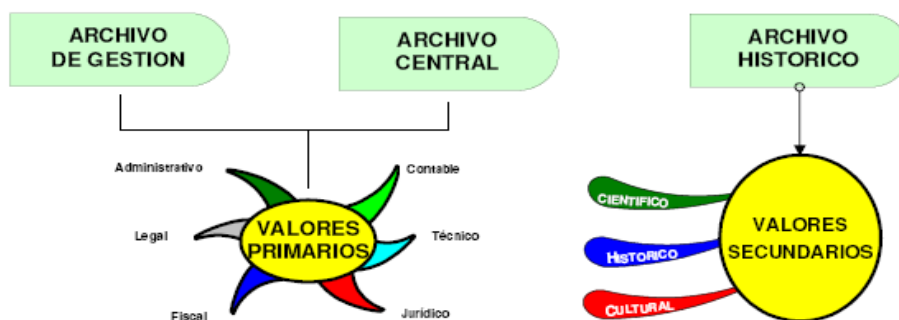 ARCHIVO
DE GESTION
ARCHIVO
CENTRAL
ARCHIVO
HISTORICO
Administrativo
Contable
Legal
VALORES
PRIMARIOS
Técnico
Fiscal
Jurídico
CIENTIFICO
HISTORICO
CULTURAL
VALORES
SECUNDARIOS